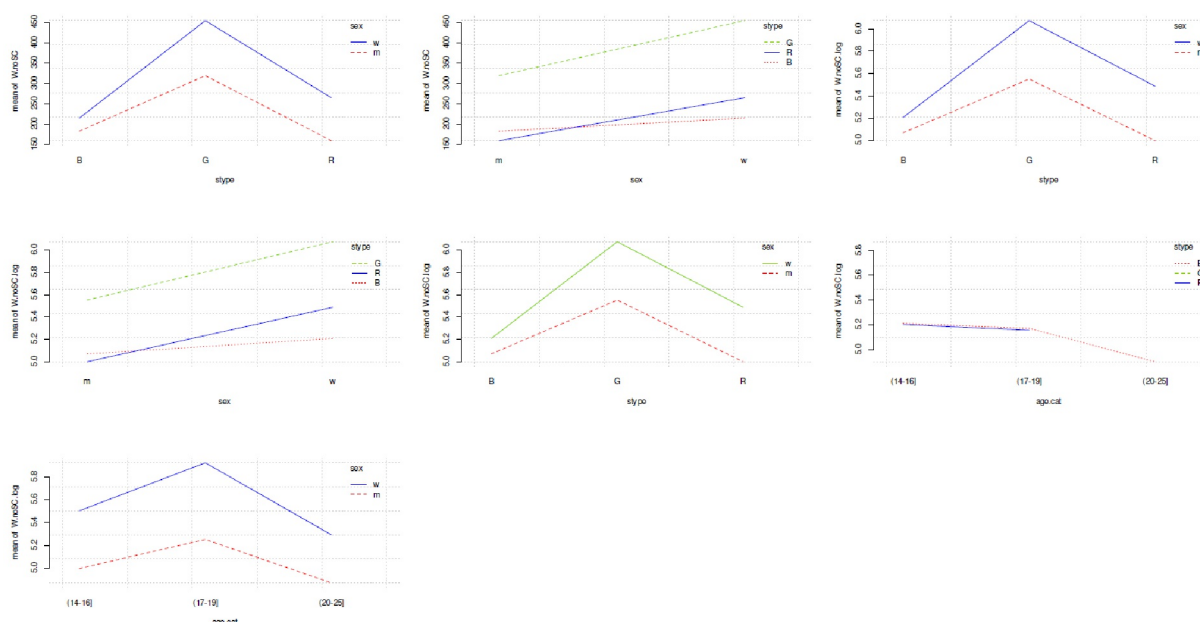 mean of W.noSC
450
400
350
300
250
200
150
sex
w
m
B G R
stype
mean of W.noSC
450
400
350
300
250
200
150
stype
G
R
B
m w
sex
mean of W.noSC.log
6.0
5.8
5.6
5.4
5.2
5.0
sex
B G R
stype
mean of W.noSC.log
6.0
5.8
5.6
5.4
5.2
5.0
stype
G
R
B
m w
sex
mean of W.noSC.log
6.0
5.8
5.6
5.4
5.2
5.0
sex
w
m
B G R
stype
mean of W.noSC.log
5.8
5.6
5.4
5.2
5.0
stype
(14-16] (17-19] (20-25]
age.cat
mean of W.noSC.log
5.8
5.6
5.4
5.2
5.0
sex
w
m
(14-16] (17-19] (20-25]
age.cat